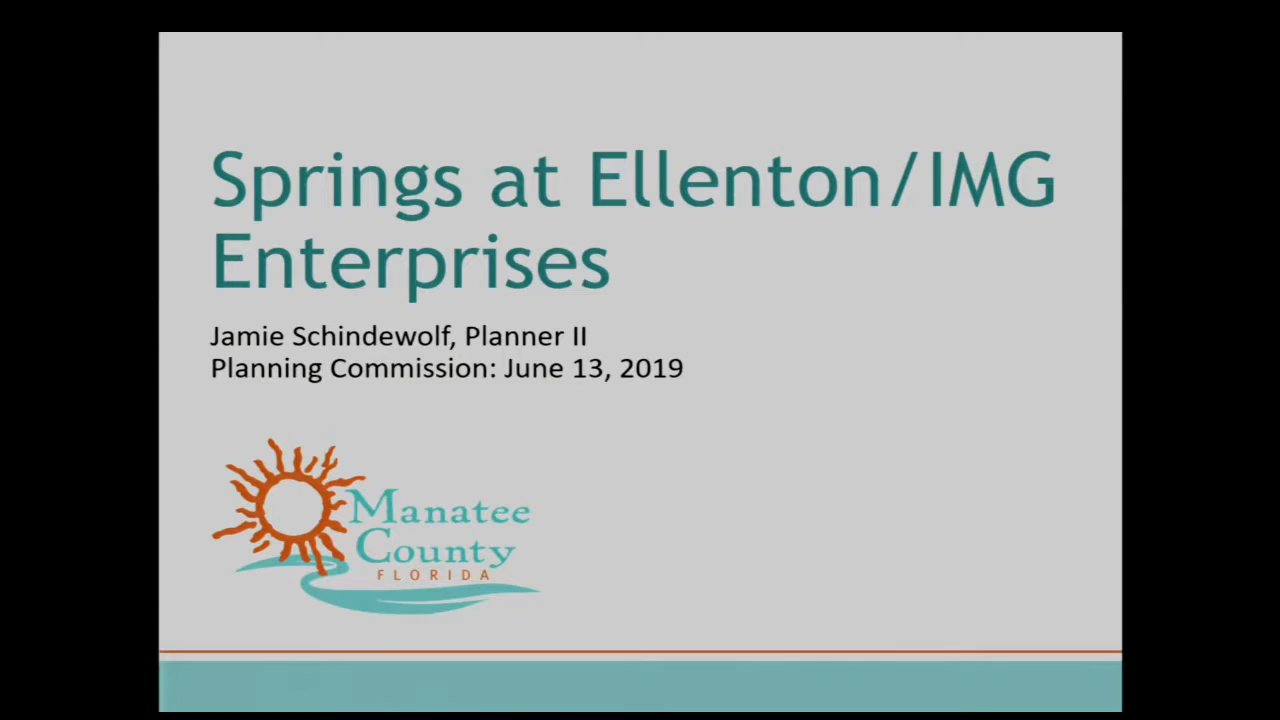 Springs at Ellenton/IMG
Enterprises
Jamie Schindewolf, Planner II
Planning Commission: June 13, 2019
Manatee
County
FLORIDA